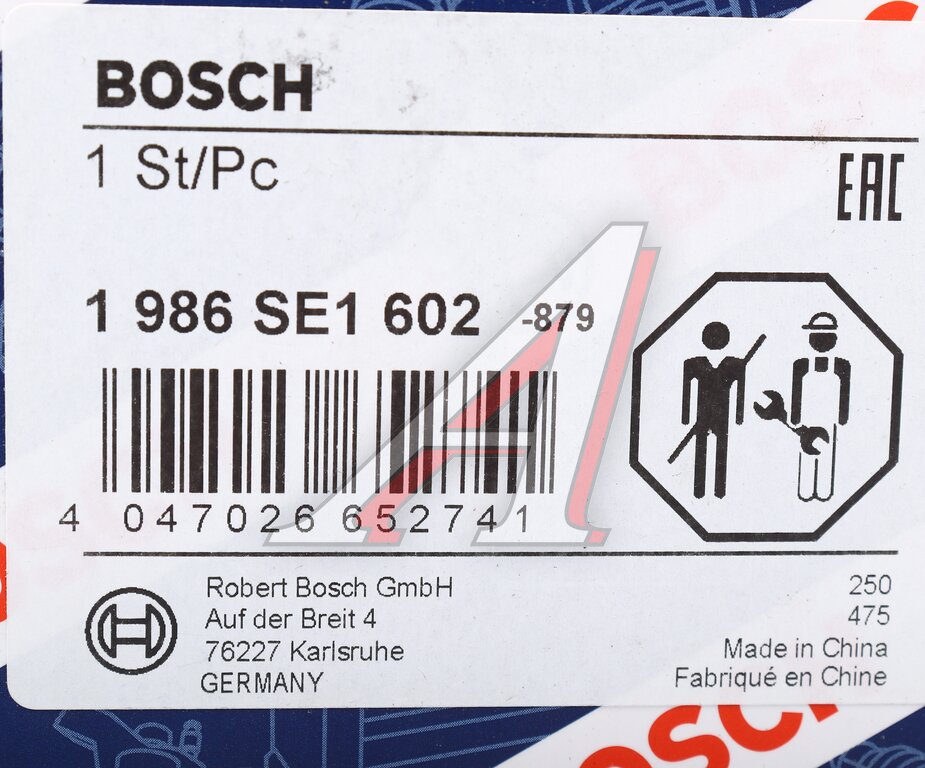 BOSCH
1 St/Pc
EAC
1 986 SE1 602 -879
4 047026 652741
Robert Bosch GmbH
Auf der Breit 4
76227 Karlsruhe
GERMANY
250
475
Made in China
Fabriqué en Chine
BOSCH